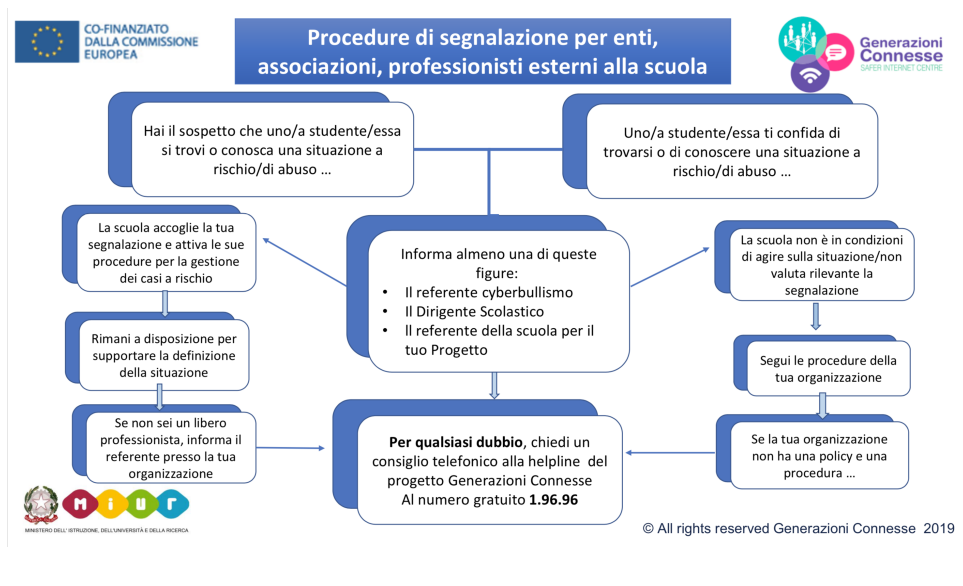 CO-FINANZIATO
DALLA COMMISSIONE
EUROPEA
Procedure di segnalazione per enti,
associazioni, professionisti esterni alla scuola
Generazioni
Connesse
SAFER INTERNET CENTRE
Hai il sospetto che uno/a studente/essa
si trovi o conosca una situazione a
rischio/di abuso ...
Uno/a studente/essa ti confida di
trovarsi o di conoscere una situazione a
rischio/di abuso ...
La scuola accoglie la tua
segnalazione e attiva le sue
procedure per la gestione
dei casi a rischio
Informa almeno una di queste
figure:
• Il referente cyberbullismo
• Il Dirigente Scolastico
• Il referente della scuola per il
tuo Progetto
La scuola non è in condizioni
di agire sulla situazione/non
valuta rilevante la
segnalazione
Rimani a disposizione per
supportare la definizione
della situazione
Segui le procedure della
tua organizzazione
Se non sei un libero
professionista, informa il
referente presso la tua
organizzazione
Per qualsiasi dubbio, chiedi un
consiglio telefonico alla helpline del
progetto Generazioni Connesse
Al numero gratuito 1.96.96
Se la tua organizzazione
non ha una policy e una
procedura ...
miur
MINISTERO DELL' ISTRUZIONE, DELL'UNIVERSITÀ E DELLA RICERCA
© All rights reserved Generazioni Connesse 2019